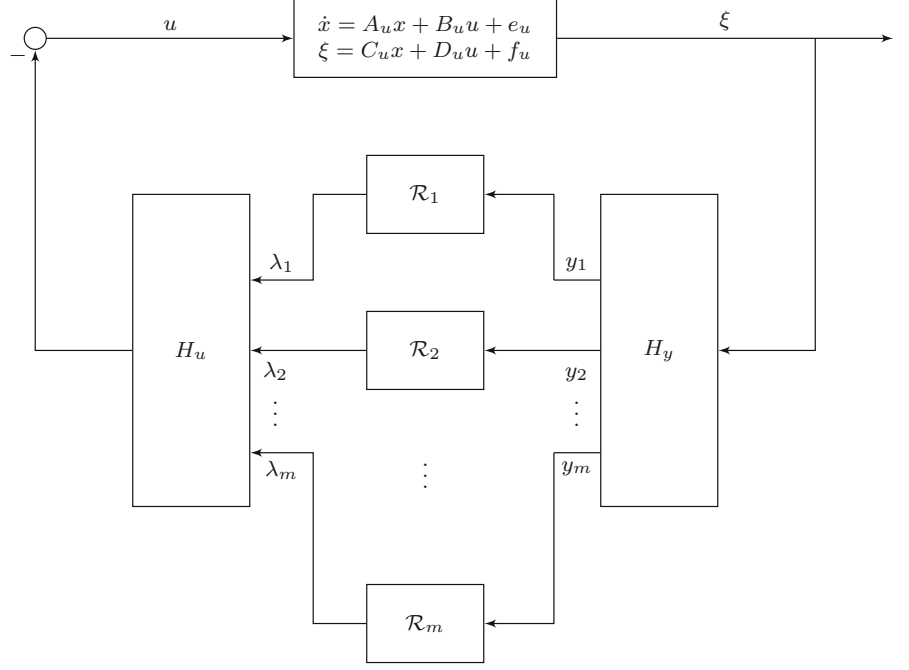 u
ẋ = A_u x + B_u u + e_u
ξ = C_u x + D_u u + f_u
ξ
−
R_1
λ_1
y_1
H_u
R_2
H_y
λ_2
y_2
⋮
⋮
λ_m
⋮
y_m
R_m